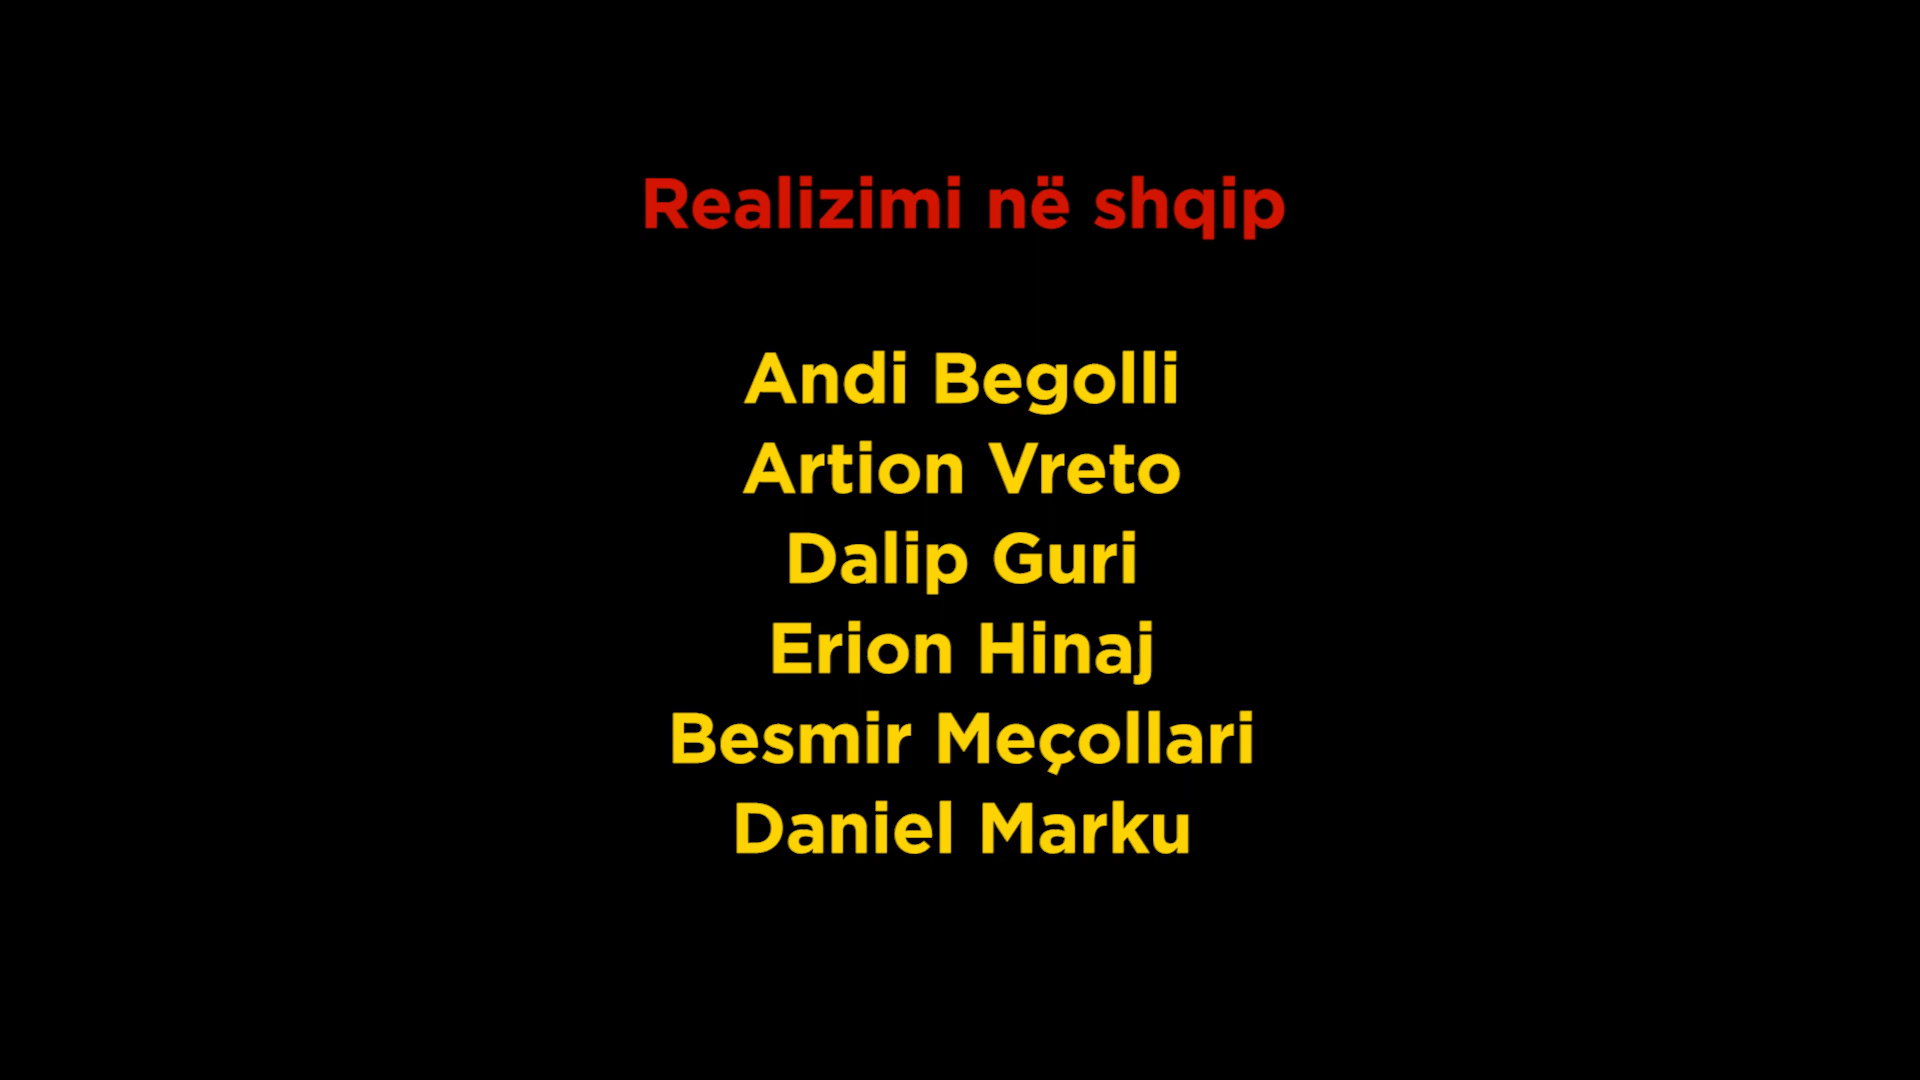 Realizimi në shqip
Andi Begolli
Artion Vreto
Dalip Guri
Erion Hinaj
Besmir Meçollari
Daniel Marku